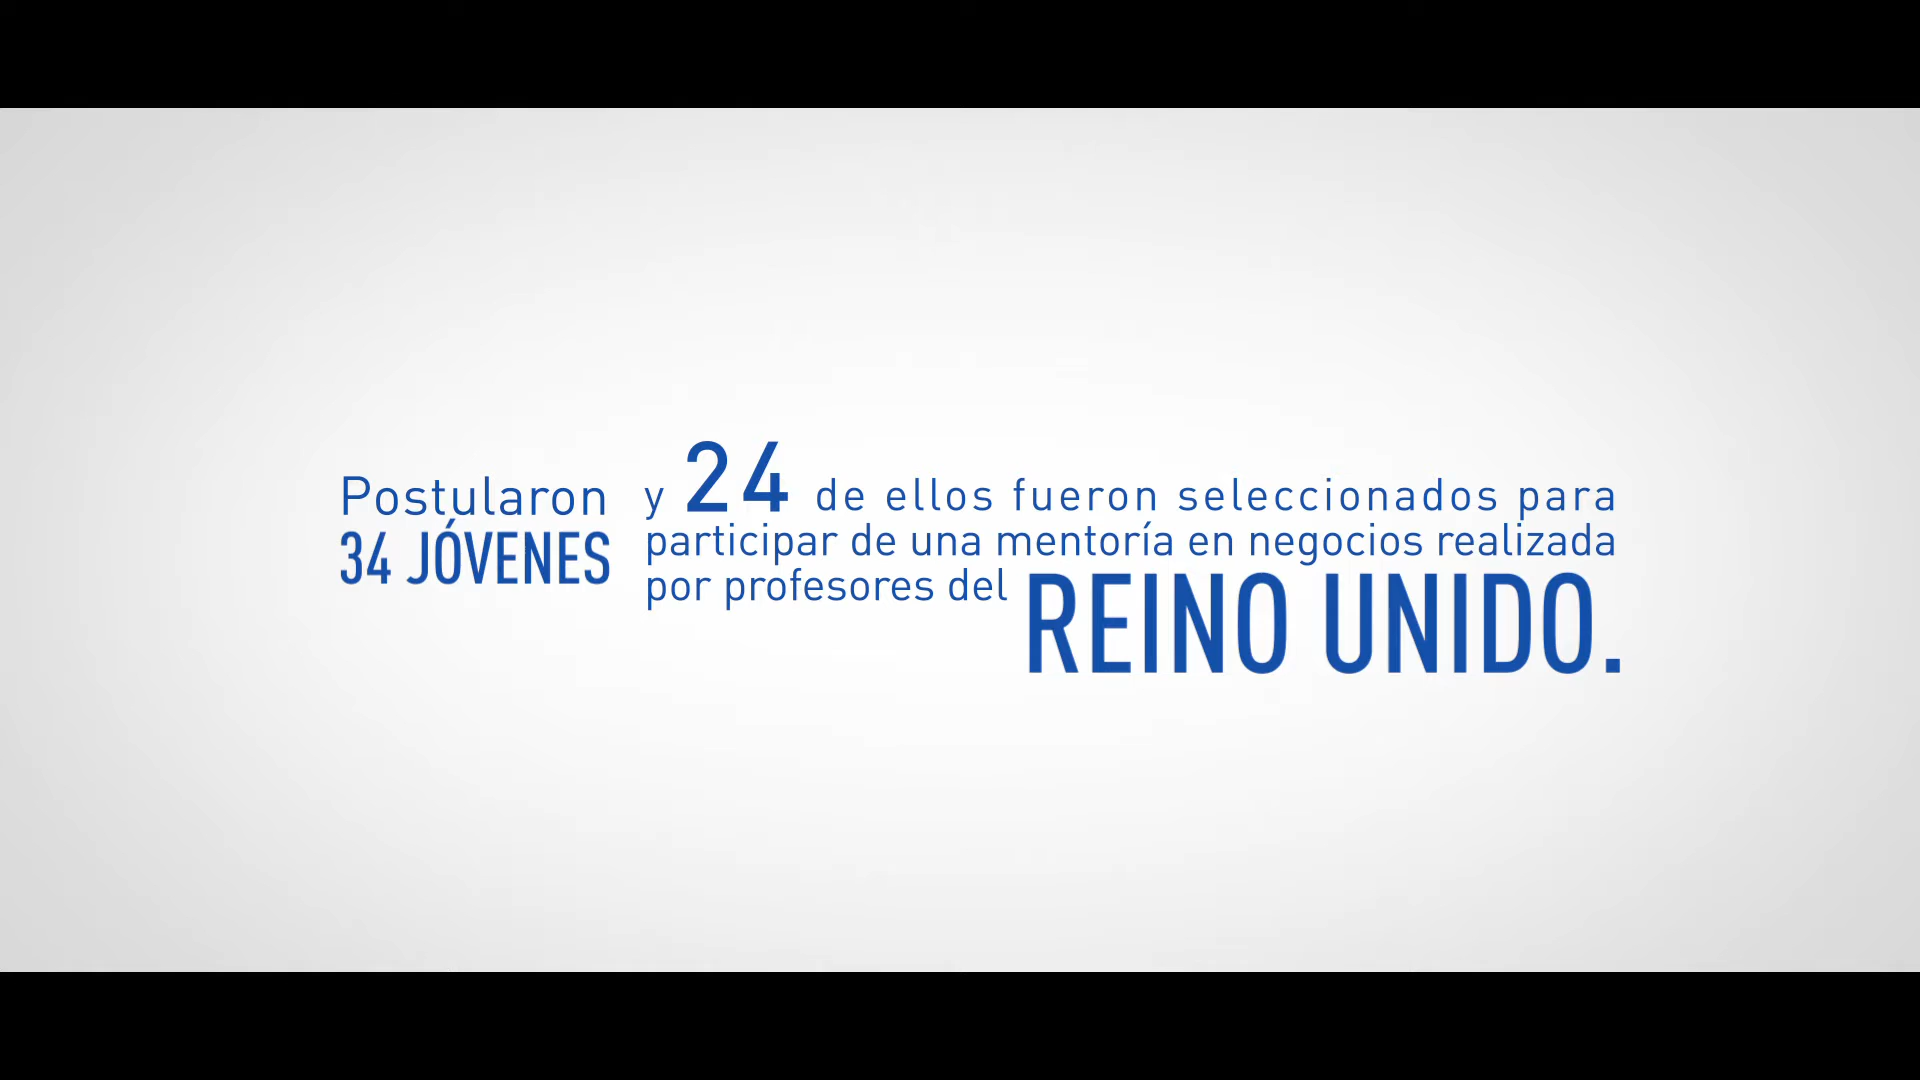 Postularon
34 JÓVENES
y 24 de ellos fueron seleccionados para
participar de una mentoría en negocios realizada
por profesores del REINO UNIDO.